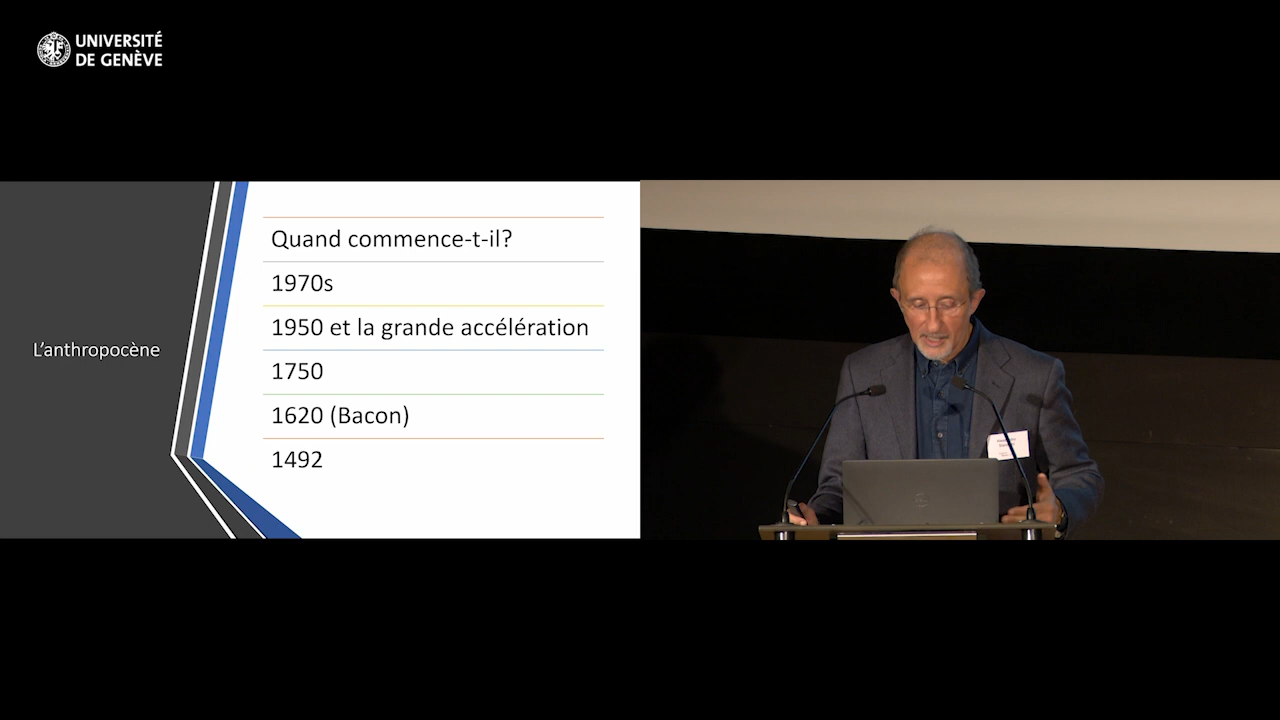 UNIVERSITÉ
DE GENÈVE
L'anthropocène
Quand commence-t-il?
1970s
1950 et la grande accélération
1750
1620 (Bacon)
1492